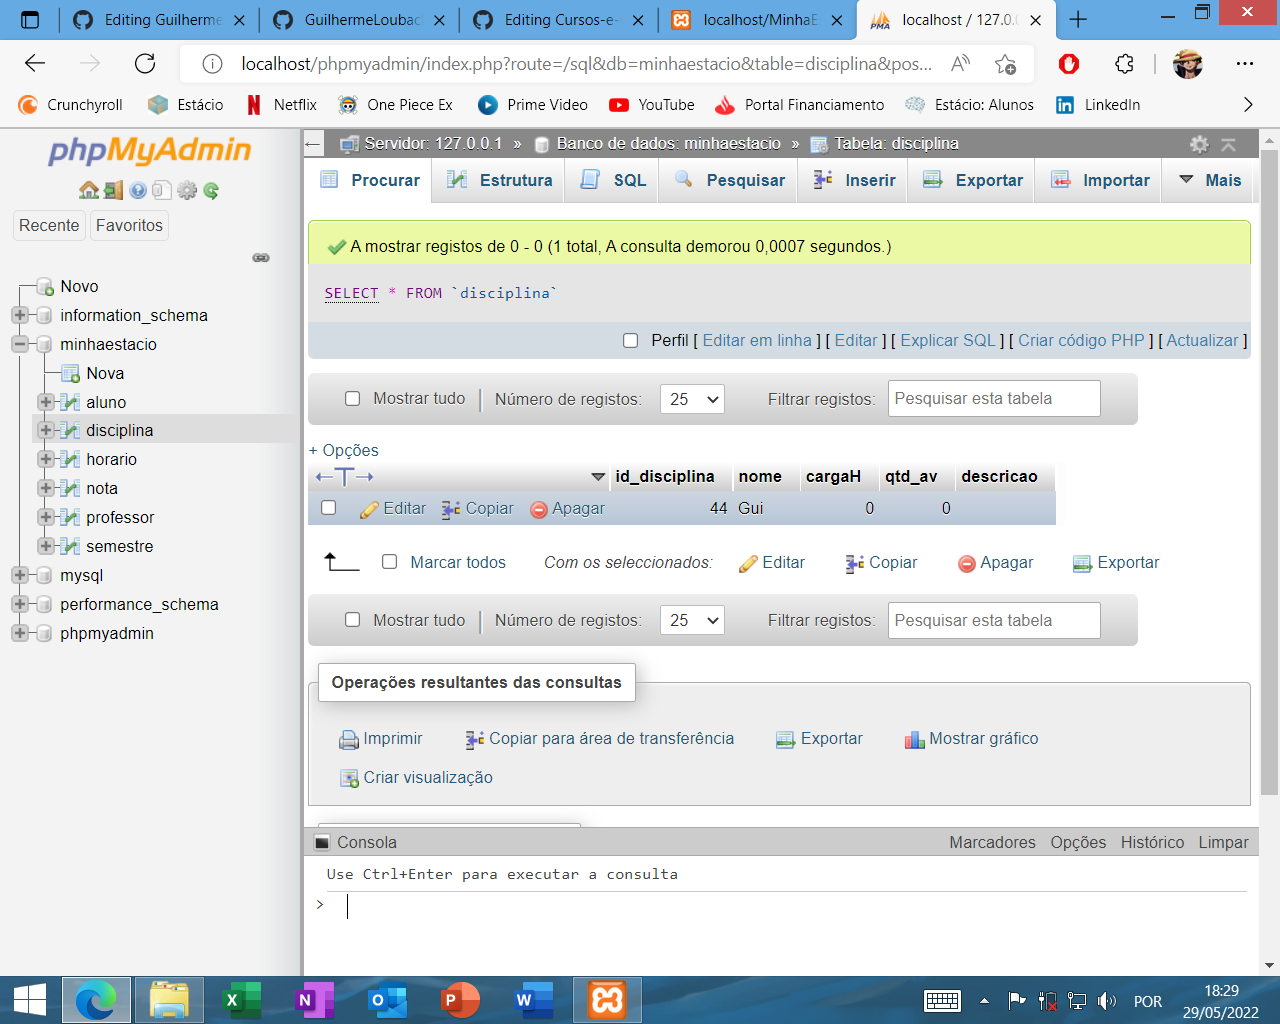 Editing Guilherme
GuilhermeLoubac
Editing Cursos-e-
localhost/MinhaE
localhost / 127.0.0
localhost/phpmyadmin/index.php?route=/sql&db=minhaestacio&table=disciplina&pos...
Crunchyroll
Estácio
Netflix
One Piece Ex
Prime Video
YouTube
Portal Financiamento
Estácio: Alunos
LinkedIn
phpMyAdmin
Recente
Favoritos
Novo
information_schema
minhaestacio
Nova
aluno
disciplina
horario
nota
professor
semestre
mysql
performance_schema
phpmyadmin
Servidor: 127.0.0.1 » Banco de dados: minhaestacio » Tabela: disciplina
Procurar
Estrutura
SQL
Pesquisar
Inserir
Exportar
Importar
Mais
A mostrar registos de 0 - 0 (1 total, A consulta demorou 0,0007 segundos.)
SELECT * FROM `disciplina`
Perfil [ Editar em linha ] [ Editar ] [ Explicar SQL ] [ Criar código PHP ] [ Actualizar ]
Mostrar tudo
Número de registos:
25
Filtrar registos:
Pesquisar esta tabela
+ Opções
id_disciplina nome cargaH qtd_av descricao
Editar Copiar Apagar 44 Gui 0 0
Marcar todos
Com os seleccionados:
Editar
Copiar
Apagar
Exportar
Mostrar tudo
Número de registos:
25
Filtrar registos:
Pesquisar esta tabela
Operações resultantes das consultas
Imprimir
Copiar para área de transferência
Exportar
Mostrar gráfico
Criar visualização
Consola
Marcadores
Opções
Histórico
Limpar
Use Ctrl+Enter para executar a consulta
>
POR
18:29
29/05/2022